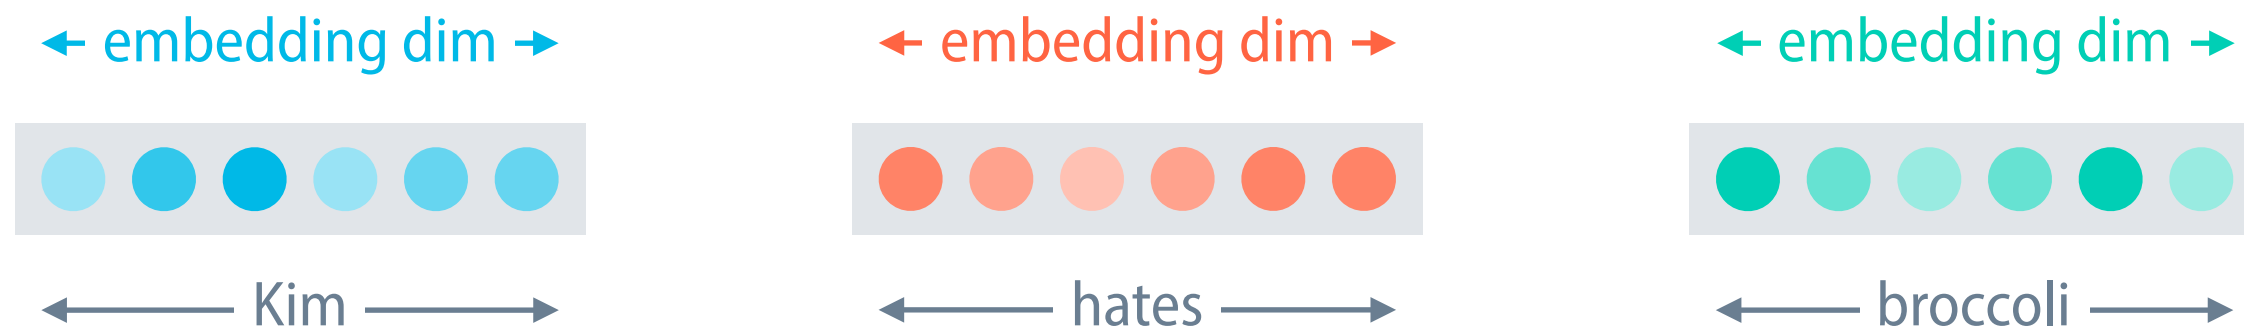 embedding dim embedding dim embedding dim
Kim hates broccoli